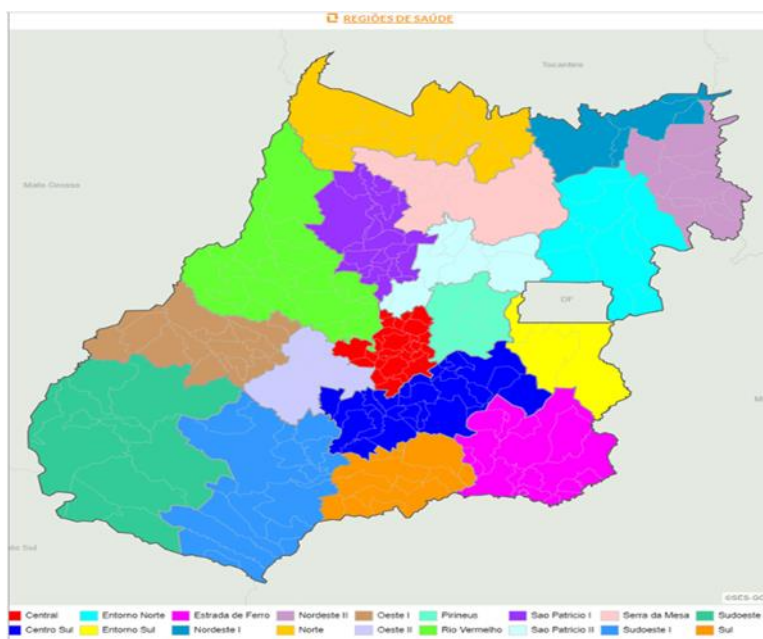 REGIÕES DE SAÚDE
Tocantins
Mato Grosso
DF
M
do Sul
©SES-GO
Central Entorno Norte Estrada de Ferro Nordeste II Oeste I Pirineus Sao Patricio I Serra da Mesa Sudoeste
Centro Sul Entorno Sul Nordeste I Norte Oeste II Rio Vermelho Sao Patricio II Sudoeste I Sul